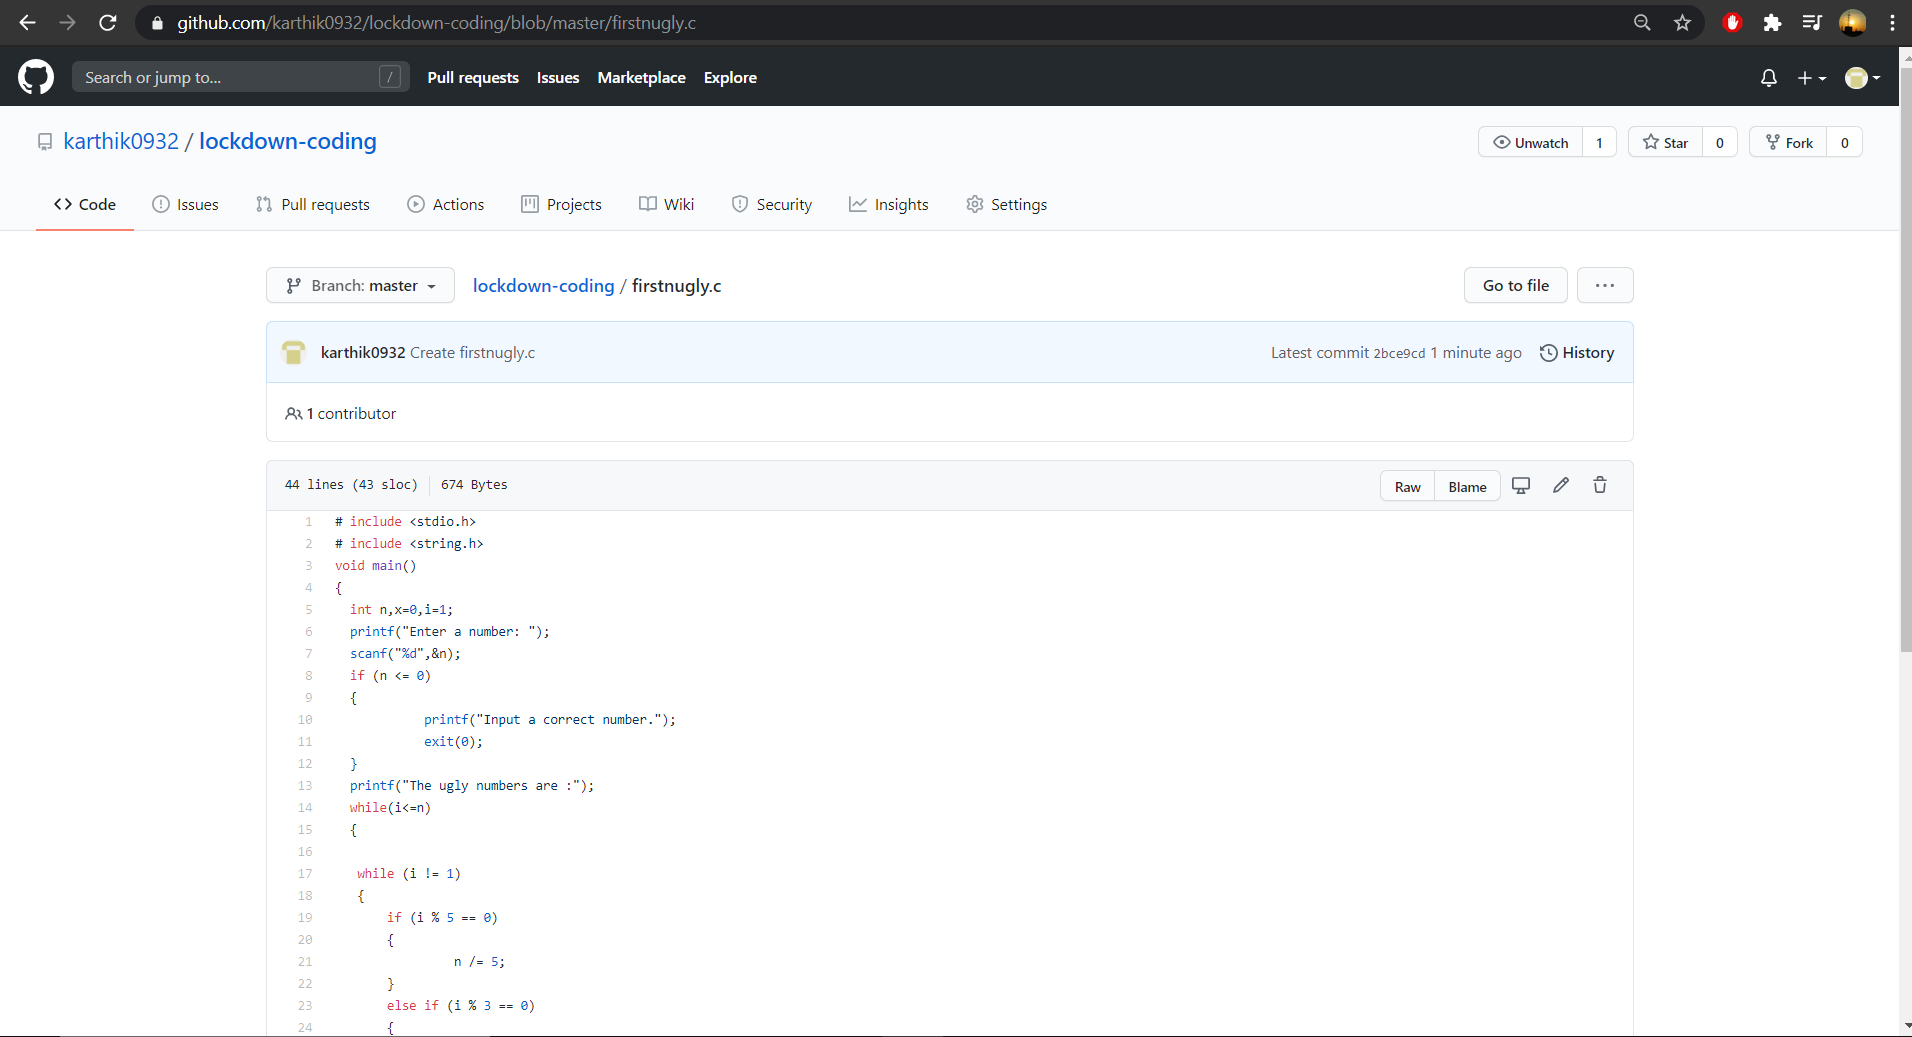 github.com/karthik0932/lockdown-coding/blob/master/firstnugly.c
Search or jump to... / Pull requests Issues Marketplace Explore
karthik0932 / lockdown-coding Unwatch 1 Star 0 Fork 0
Code Issues Pull requests Actions Projects Wiki Security Insights Settings
Branch: master lockdown-coding / firstnugly.c Go to file ...
karthik0932 Create firstnugly.c Latest commit 2bce9cd 1 minute ago History
1 contributor
44 lines (43 sloc) 674 Bytes Raw Blame
1 # include <stdio.h>
2 # include <string.h>
3 void main()
4 {
5 int n,x=0,i=1;
6 printf("Enter a number: ");
7 scanf("%d",&n);
8 if (n <= 0)
9 {
10 printf("Input a correct number.");
11 exit(0);
12 }
13 printf("The ugly numbers are :");
14 while(i<=n)
15 {
16
17 while (i != 1)
18 {
19 if (i % 5 == 0)
20 {
21 n /= 5;
22 }
23 else if (i % 3 == 0)
24 {